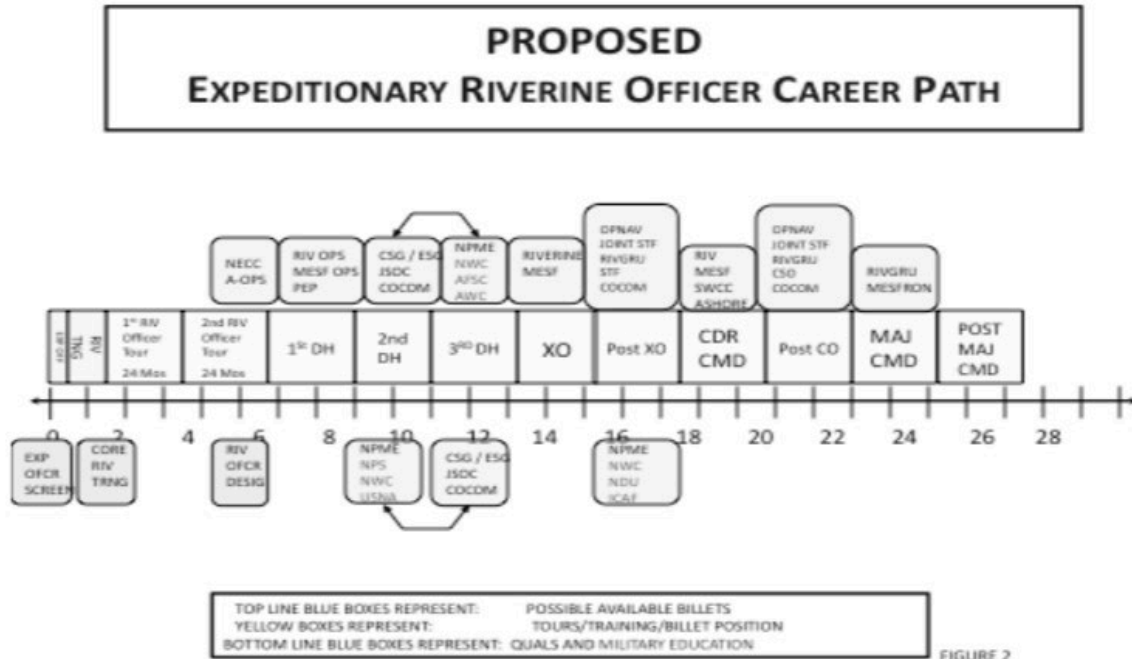 PROPOSED
EXPEDITIONARY RIVERINE OFFICER CAREER PATH
NECC
A-OPS
RIV OPS
MESF OPS
PEP
CSG / ESG
JSOC
COCOM
NPME
NWC
AFSC
AWC
RIVERINE
MESF
OPNAV
JOINT STF
RIVGRU
STF
COCOM
RIV
MESF
SWCC
ASHORE
OPNAV
JOINT STF
RIVGRU
CSO
COCOM
RIVGRU
MESFRON
RIV
TNG
1st RIV
Officer
Tour
24 Mos
2nd RIV
Officer
Tour
24 Mos
1St DH
2nd
DH
3RD DH
XO
Post XO
CDR
CMD
Post CO
MAJ
CMD
POST
MAJ
CMD
0 2 4 6 8 10 12 14 16 18 20 22 24 26 28
EXP
OFCR
SCREEN
CORE
RIV
TRNG
RIV
OFCR
DESIG
NPME
NPS
NWC
USNA
CSG / ESG
JSOC
COCOM
NPME
NWC
NDU
ICAF
TOP LINE BLUE BOXES REPRESENT: POSSIBLE AVAILABLE BILLETS
YELLOW BOXES REPRESENT: TOURS/TRAINING/BILLET POSITION
BOTTOM LINE BLUE BOXES REPRESENT: QUALS AND MILITARY EDUCATION
FIGURE 2